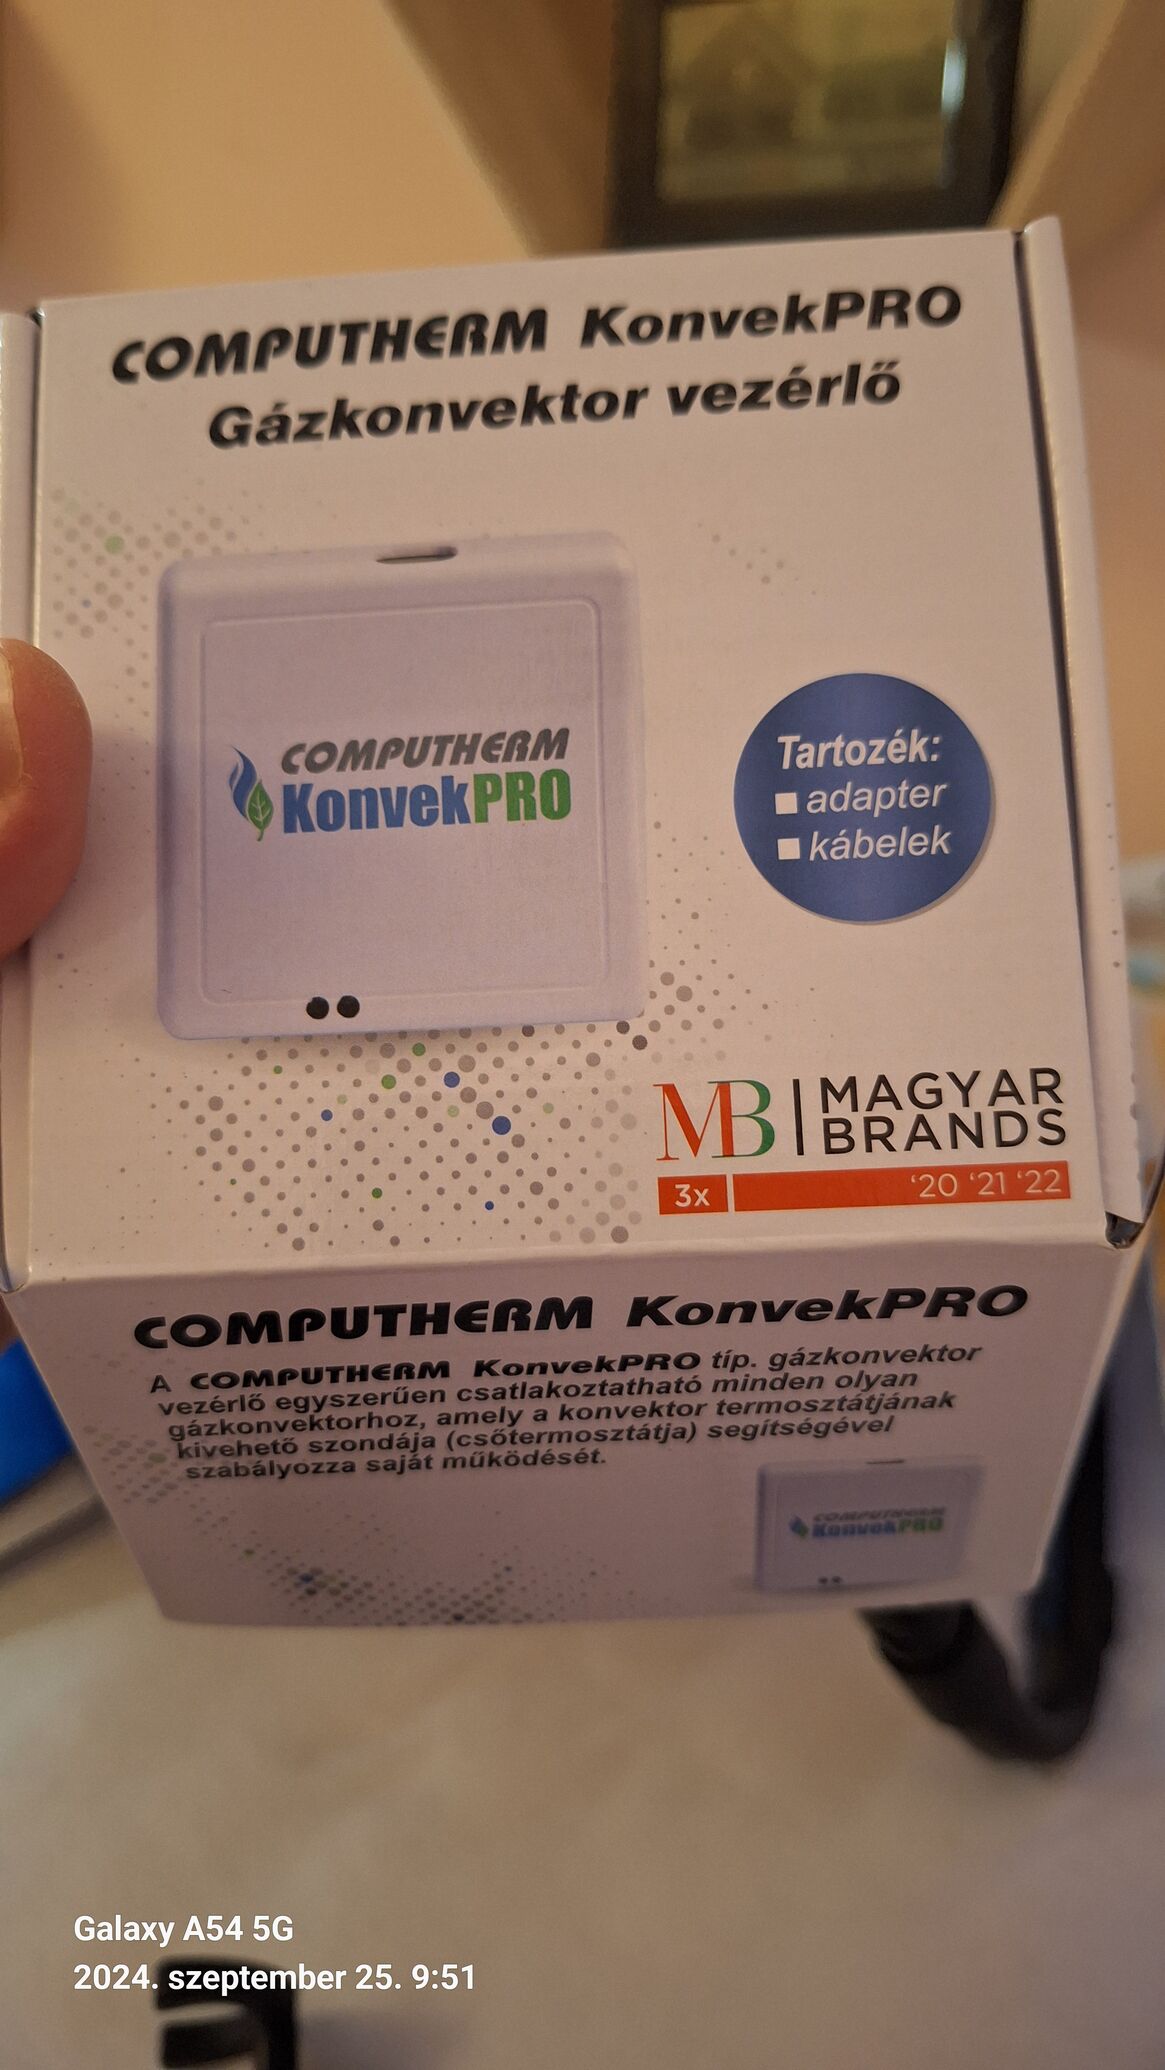 COMPUTHERM KonvekPRO
Gázkonvektor vezérlő
COMPUTHERM
KonvekPRO
Tartozék:
adapter
kábelek
MB | MAGYAR
BRANDS
3x '20 '21 '22
COMPUTHERM KonvekPRO
A COMPUTHERM KonvekPRO típ. gázkonvektor
vezérlő egyszerűen csatlakoztatható minden olyan
gázkonvektorhoz, amely a konvektor termosztátjának
kivehető szondája (csőtermosztátja) segítségével
szabályozza saját működését.
COMPUTHERM
KonvekPRO
Galaxy A54 5G
2024. szeptember 25. 9:51